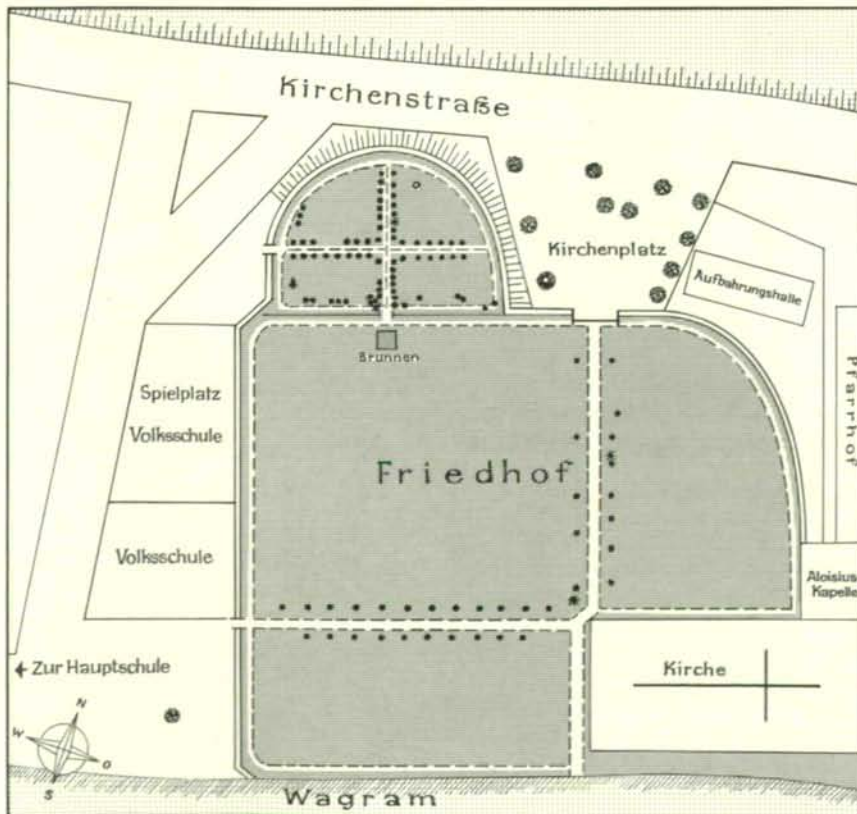 Kirchenstraße
Kirchenplatz
Aufbahrungshalle
Pfarrhof
Brunnen
Spielplatz
Volksschule
Friedhof
Volksschule
Aloisius-
Kapelle
Zur Hauptschule
Kirche
N
W
O
S
Wagram